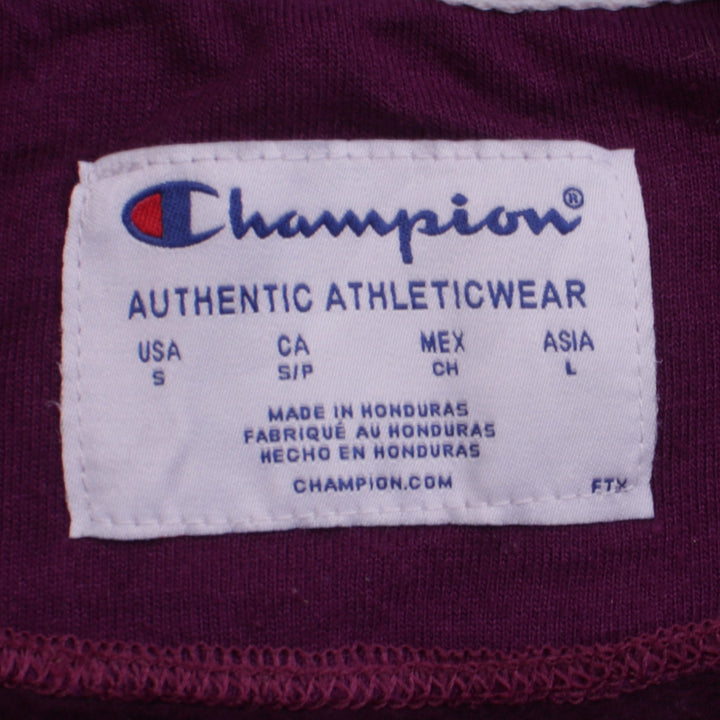 Champion®
AUTHENTIC ATHLETICWEAR
USA CA MEX ASIA
S S/P CH L
MADE IN HONDURAS
FABRIQUÉ AU HONDURAS
HECHO EN HONDURAS
CHAMPION.COM
FTX